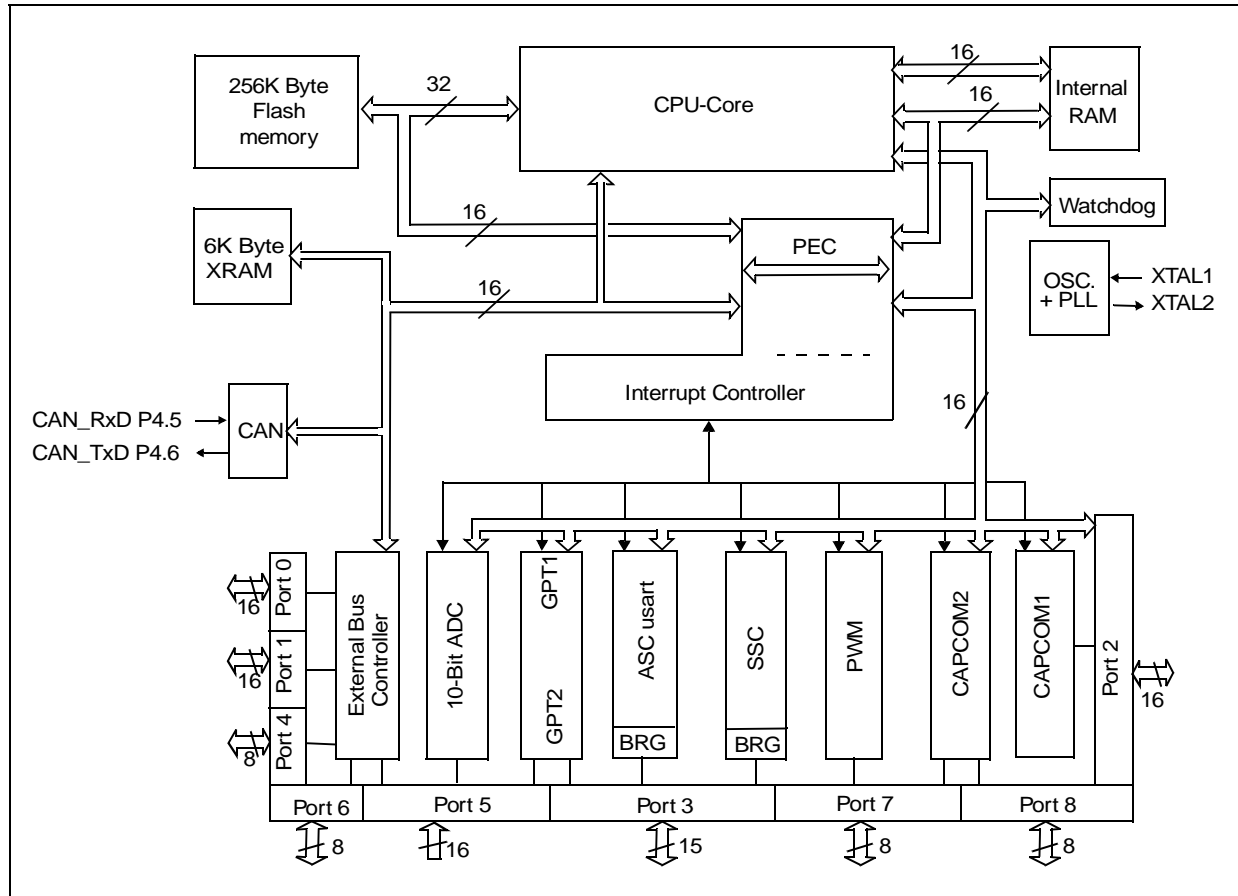 256K Byte
Flash
memory
32
CPU-Core
16
16
Internal
RAM
Watchdog
16
PEC
6K Byte
XRAM
16
OSC.
+ PLL
XTAL1
XTAL2
Interrupt Controller
16
CAN_RxD P4.5
CAN_TxD P4.6
CAN
Port 0
16
Port 1
16
Port 4
8
External Bus
Controller
10-Bit ADC
GPT1
GPT2
ASC usart
BRG
SSC
BRG
PWM
CAPCOM2
CAPCOM1
Port 2
16
Port 6
Port 5
Port 3
Port 7
Port 8
8
16
15
8
8